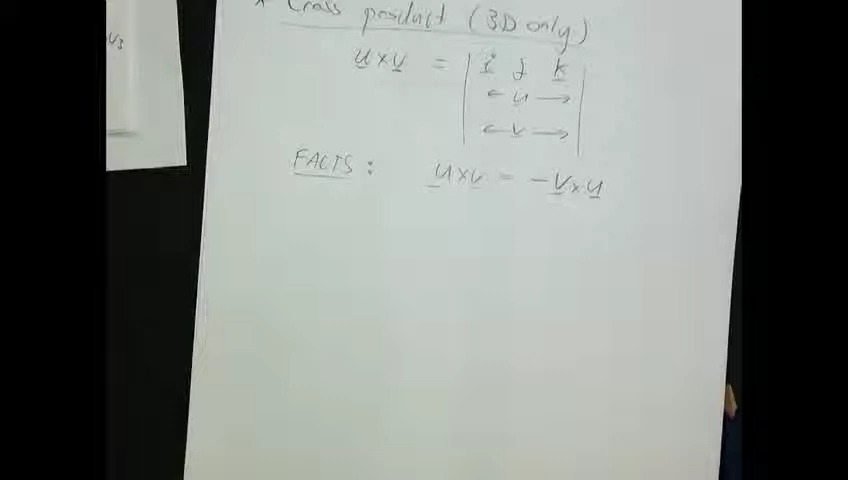 * Cross product (3D only)
u × v = | i j k |
← u →
← v →
FACTS : u × v = - v × u